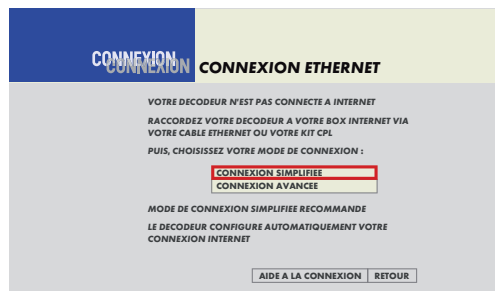 CONNEXION
CONNEXION
CONNEXION ETHERNET
VOTRE DECODEUR N'EST PAS CONNECTE A INTERNET
RACCORDEZ VOTRE DECODEUR A VOTRE BOX INTERNET VIA
VOTRE CABLE ETHERNET OU VOTRE KIT CPL
PUIS, CHOISISSEZ VOTRE MODE DE CONNEXION :
CONNEXION SIMPLIFIEE
CONNEXION AVANCEE
MODE DE CONNEXION SIMPLIFIEE RECOMMANDE
LE DECODEUR CONFIGURE AUTOMATIQUEMENT VOTRE
CONNEXION INTERNET
AIDE A LA CONNEXION RETOUR